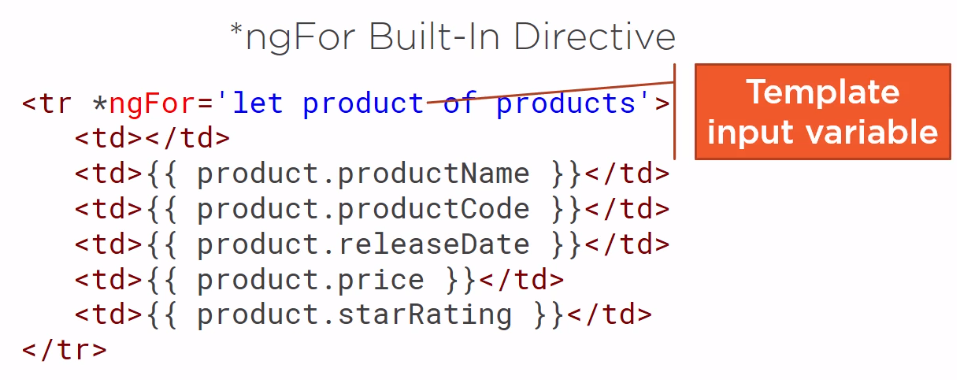 *ngFor Built-In Directive
<tr *ngFor='let product of products'>
<td></td>
<td>{{ product.productName }}</td>
<td>{{ product.productCode }}</td>
<td>{{ product.releaseDate }}</td>
<td>{{ product.price }}</td>
<td>{{ product.starRating }}</td>
</tr>
Template
input variable